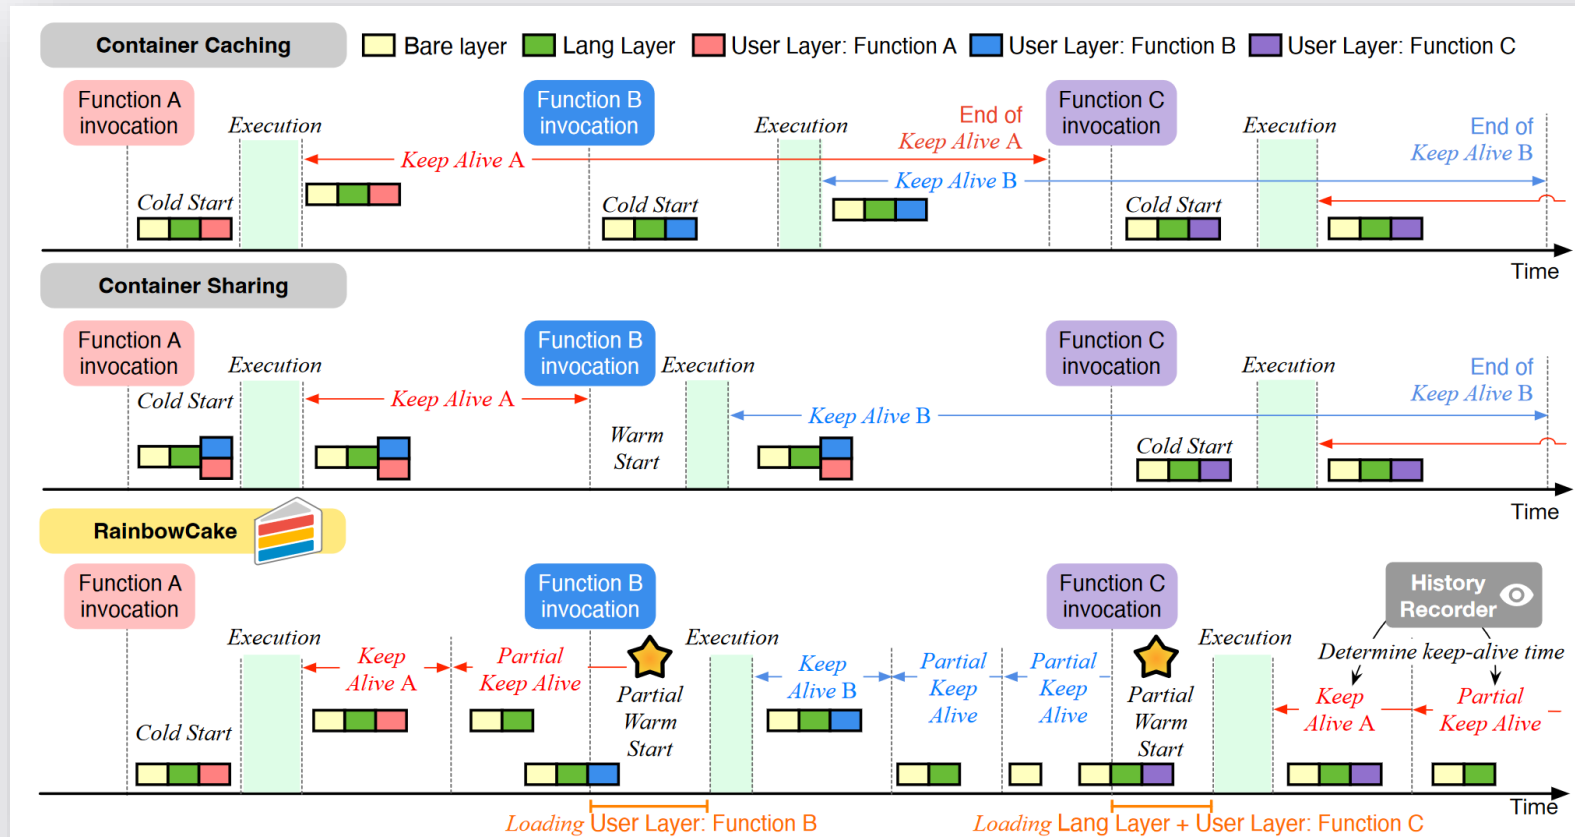 Container Caching
Bare layer
Lang Layer
User Layer: Function A
User Layer: Function B
User Layer: Function C
Function A
invocation
Execution
Keep Alive A
Cold Start
Function B
invocation
Cold Start
Execution
Keep Alive B
End of
Keep Alive A
Function C
invocation
Cold Start
Execution
End of
Keep Alive B
Time
Container Sharing
Function A
invocation
Cold Start
Execution
Keep Alive A
Function B
invocation
Warm
Start
Execution
Keep Alive B
Function C
invocation
Cold Start
Execution
End of
Keep Alive B
Time
RainbowCake
Function A
invocation
Cold Start
Execution
Keep
Alive A
Partial
Keep Alive
Function B
invocation
Partial
Warm
Start
Execution
Keep
Alive B
Partial
Keep
Alive
Partial
Keep
Alive
Function C
invocation
Partial
Warm
Start
Execution
History
Recorder
Determine keep-alive time
Keep
Alive A
Partial
Keep Alive
Time
Loading User Layer: Function B
Loading Lang Layer + User Layer: Function C